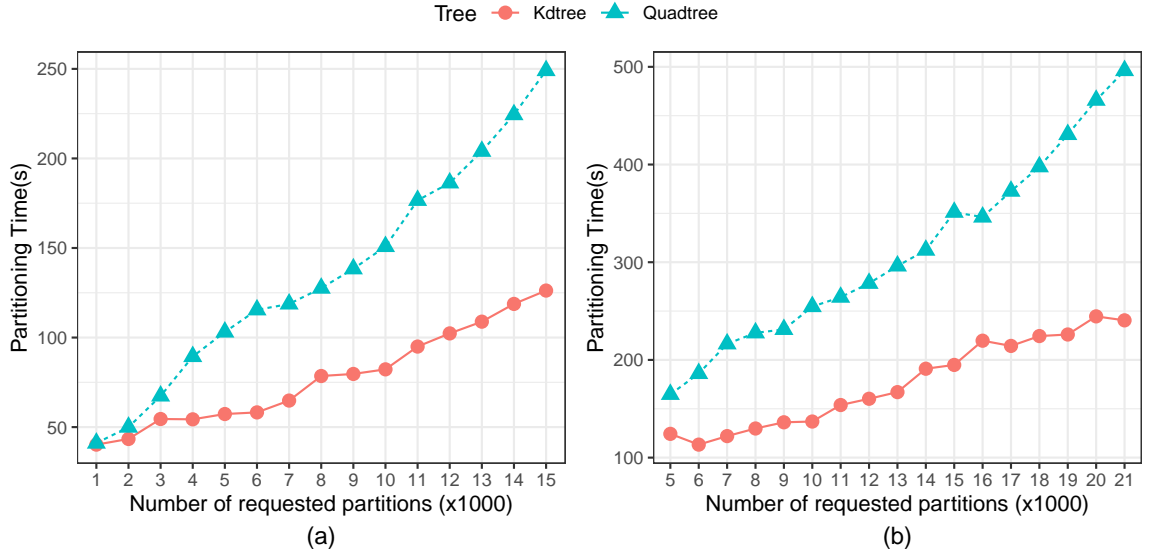 Tree Kdtree Quadtree
Partitioning Time(s)
250
200
150
100
50
1 2 3 4 5 6 7 8 9 10 11 12 13 14 15
Number of requested partitions (x1000)
(a)
Partitioning Time(s)
500
400
300
200
100
5 6 7 8 9 10 11 12 13 14 15 16 17 18 19 20 21
Number of requested partitions (x1000)
(b)